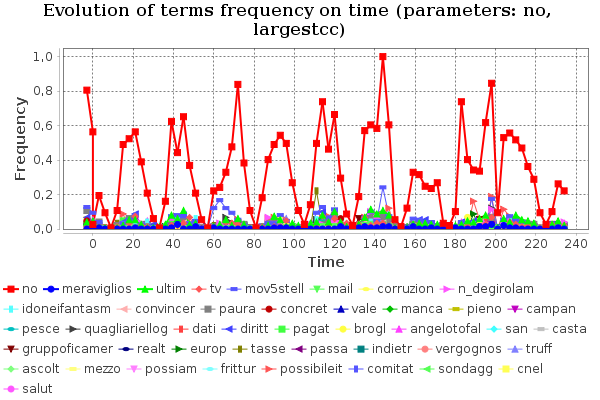 Evolution of terms frequency on time (parameters: no,
largestcc)
Frequency
1,0
0,8
0,6
0,4
0,2
0,0
0 20 40 60 80 100 120 140 160 180 200 220 240
Time
no meraviglios ultim tv mov5stell mail corruzion n_degirolam
idoneifantasm convincer paura concret vale manca pieno campan
pesce quagliariellog dati diritt pagat brogl angelotofal san casta
gruppoficamer realt europ tasse passa indietr vergognos truff
ascolt mezzo possiam frittur possibileit comitat sondagg cnel
salut